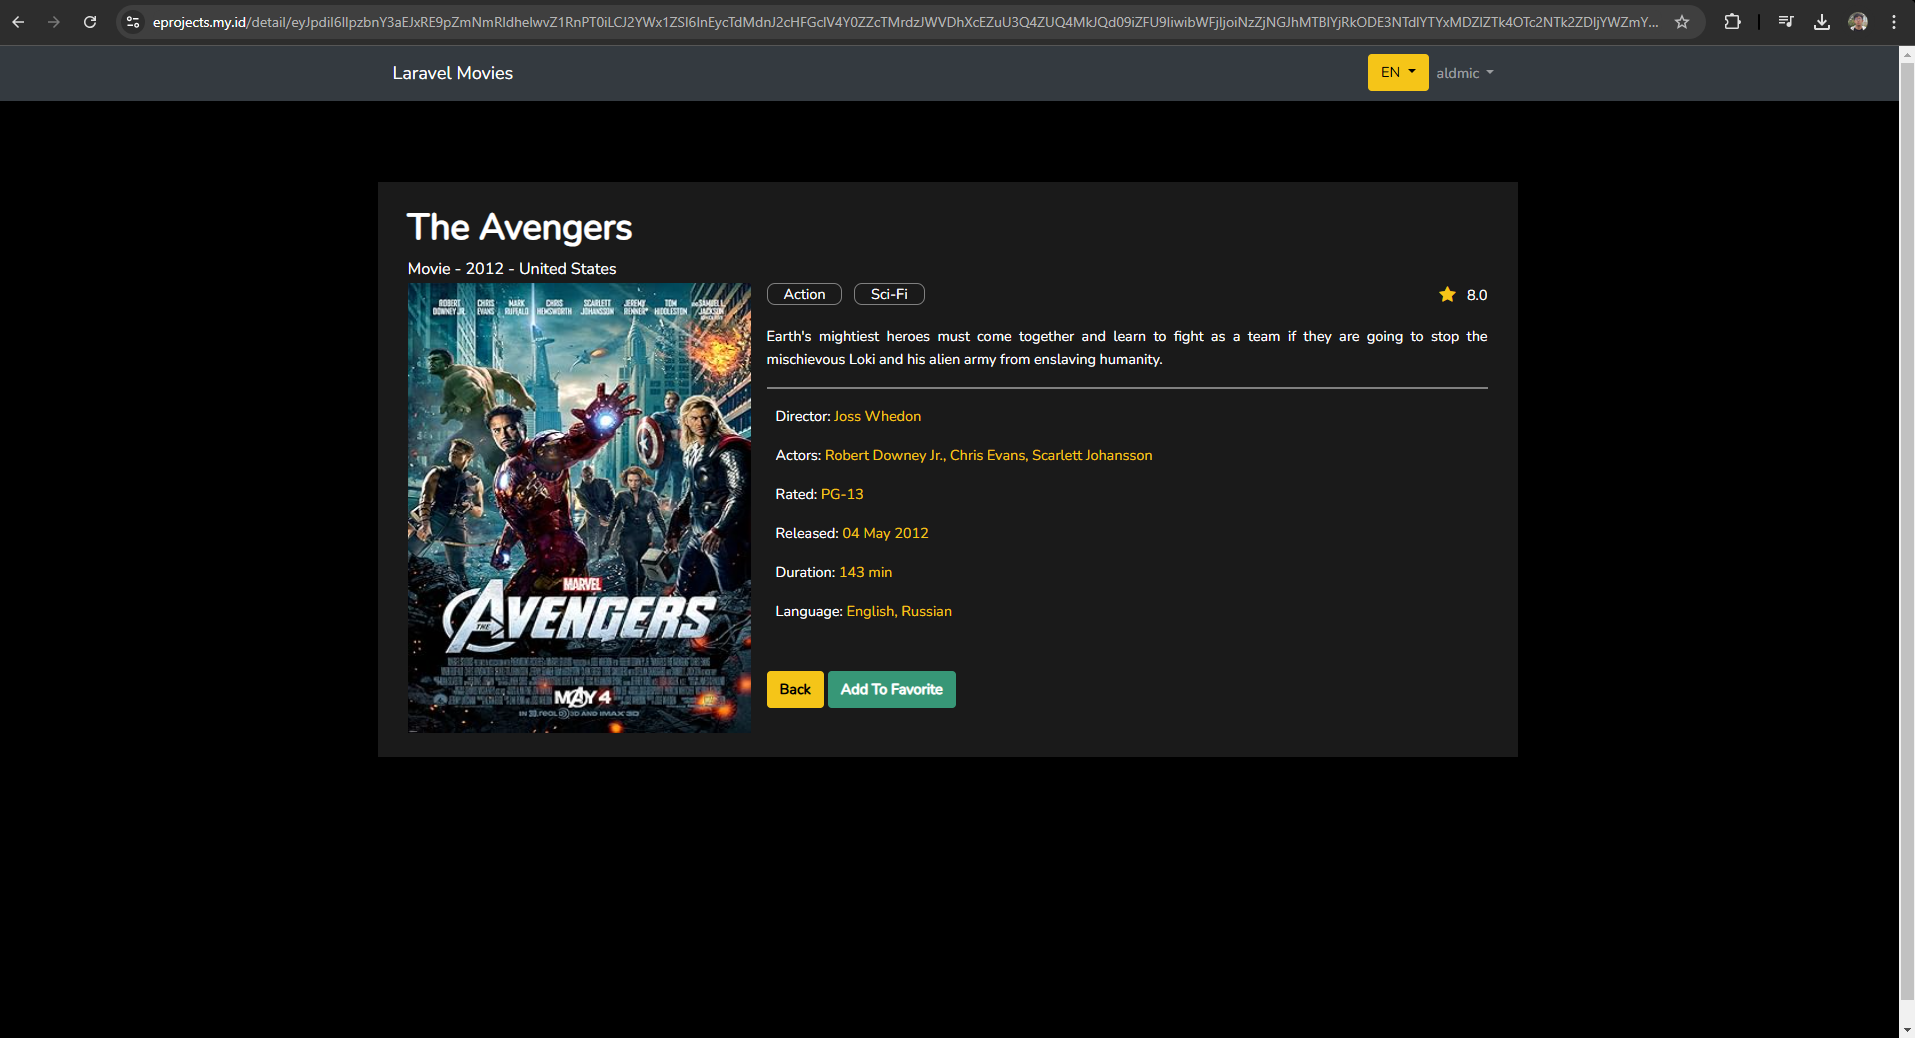 eprojects.my.id/detail/
Laravel Movies
EN
aldmic
The Avengers
Movie - 2012 - United States
ROBERT DOWNEY JR.
CHRIS EVANS
MARK RUFFALO
CHRIS HEMSWORTH
SCARLETT JOHANSSON
JEREMY RENNER
TOM HIDDLESTON
AND SAMUEL L. JACKSON
MARVEL
THE AVENGERS
MAY 4
IN REAL D 3D AND IMAX 3D
Action
Sci-Fi
8.0
Earth's mightiest heroes must come together and learn to fight as a team if they are going to stop the
mischievous Loki and his alien army from enslaving humanity.
Director: Joss Whedon
Actors: Robert Downey Jr., Chris Evans, Scarlett Johansson
Rated: PG-13
Released: 04 May 2012
Duration: 143 min
Language: English, Russian
Back
Add To Favorite